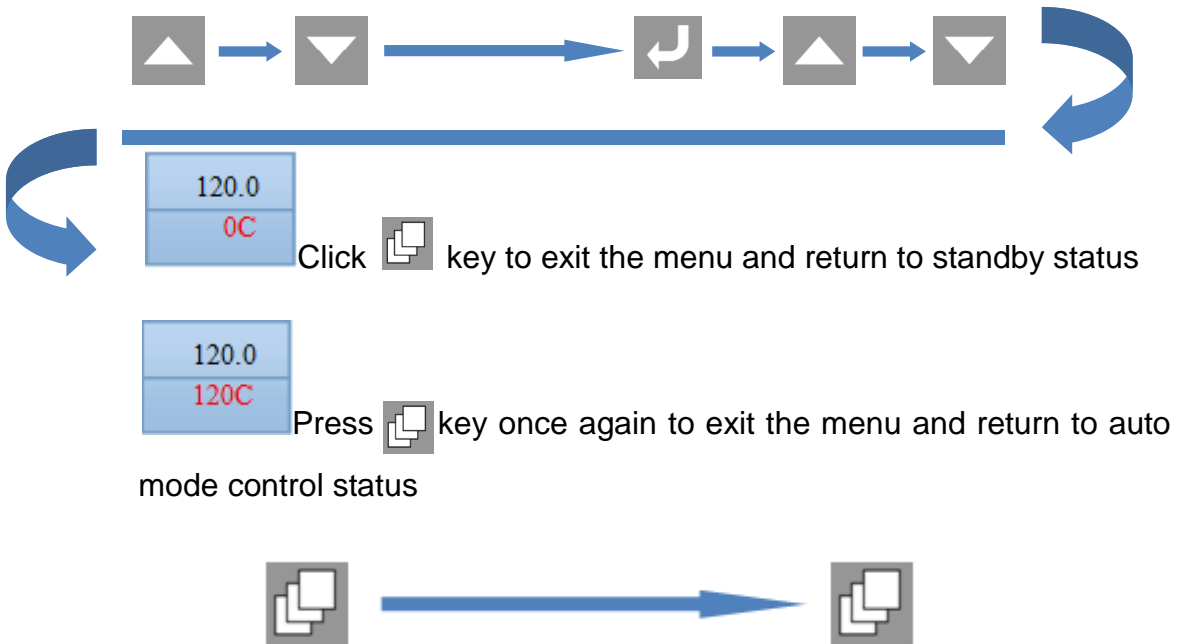 120.0
0C
Click key to exit the menu and return to standby status
120.0
120C
Press key once again to exit the menu and return to auto
mode control status